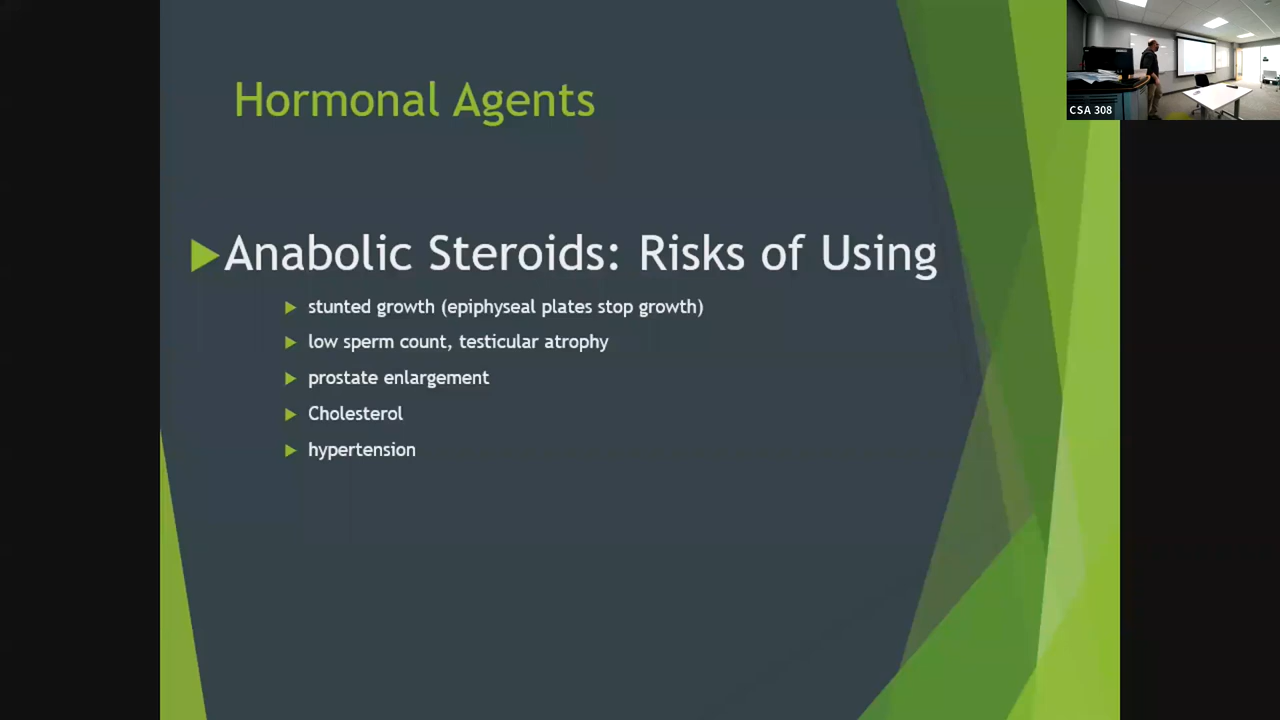 Hormonal Agents
CSA 308
Anabolic Steroids: Risks of Using
stunted growth (epiphyseal plates stop growth)
low sperm count, testicular atrophy
prostate enlargement
Cholesterol
hypertension